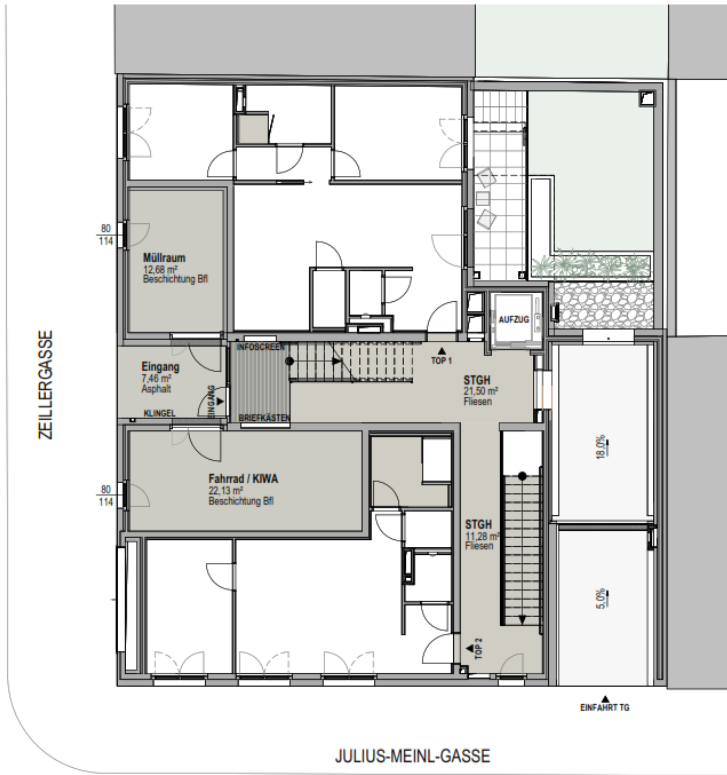 80
114
Müllraum
12,68 m²
Beschichtung Bfl
AUFZUG
ZEILLERGASSE
INFOSCREEN
TOP 1
Eingang
7,46 m²
Asphalt
KLINGEL
EINGANG
BRIEFKÄSTEN
STGH
21,50 m²
Fliesen
18,0%
80
114
Fahrrad / KIWA
22,13 m²
Beschichtung Bfl
STGH
11,28 m²
Fliesen
5,0%
TOP 2
EINFAHRT TG
JULIUS-MEINL-GASSE